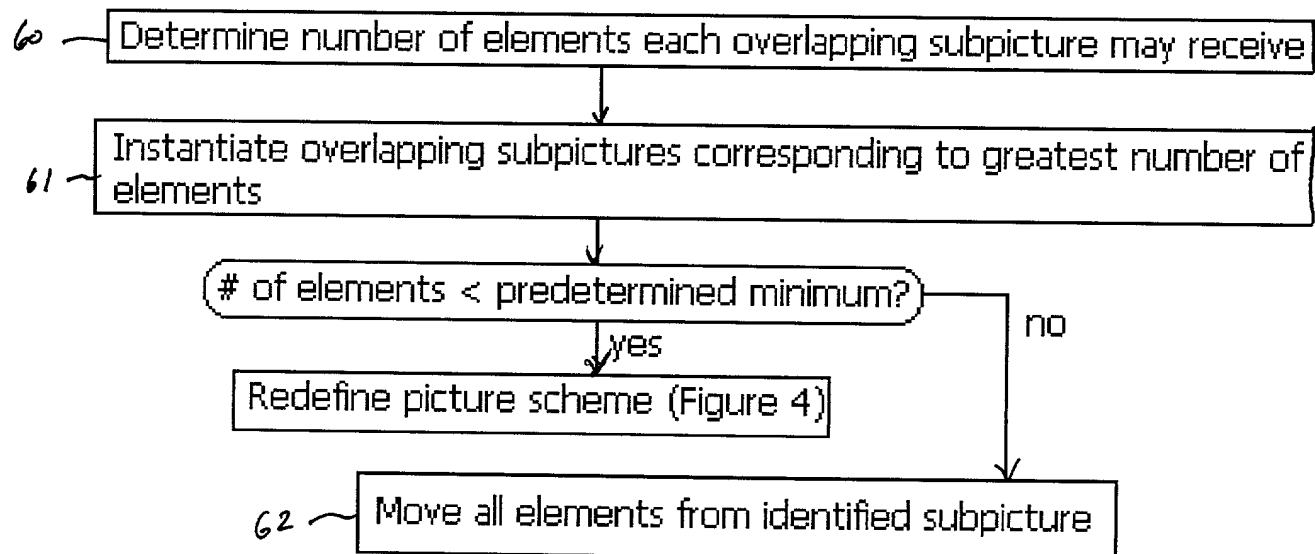 60 Determine number of elements each overlapping subpicture may receive
Instantiate overlapping subpictures corresponding to greatest number of
61 elements
# of elements < predetermined minimum?
no
yes
Redefine picture scheme (Figure 4)
62 Move all elements from identified subpicture